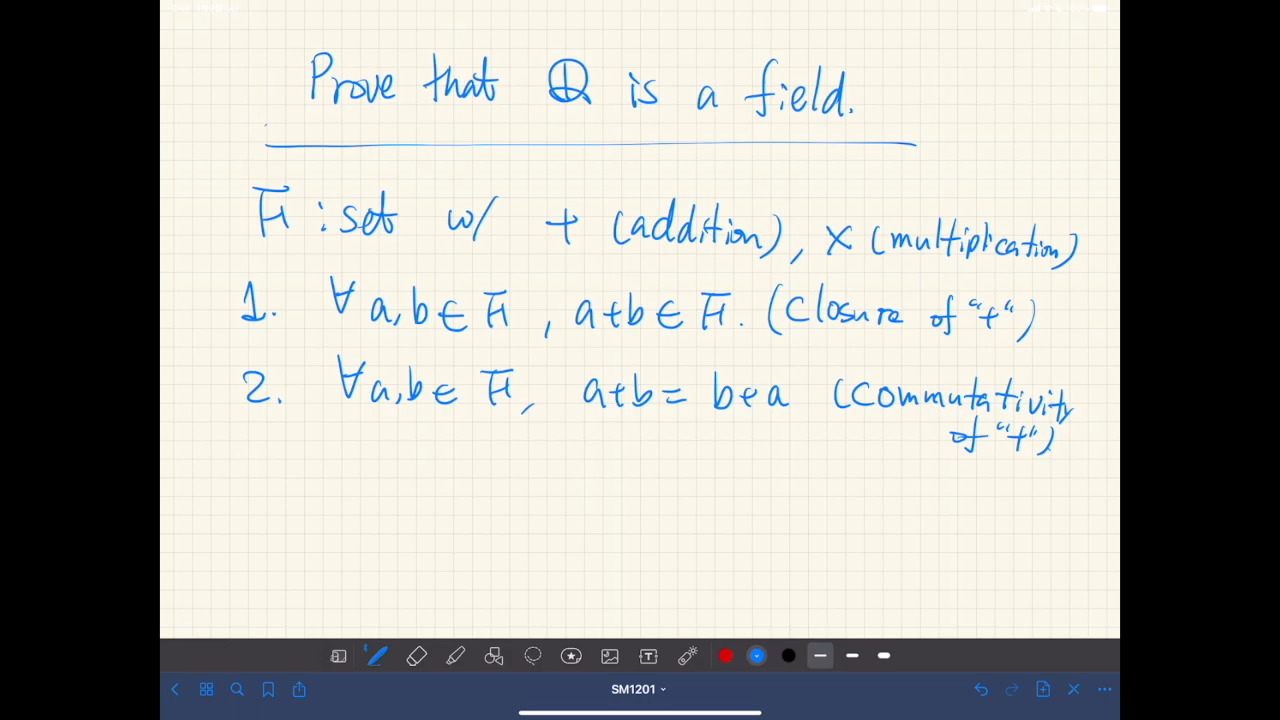 Prove that ℚ is a field.
𝔽 : set w/ + (addition), × (multiplication)
1. ∀ a, b ∈ 𝔽, a+b ∈ 𝔽. (Closure of "+")
2. ∀ a, b ∈ 𝔽, a+b = b+a (Commutativity
of "+")
SM1201